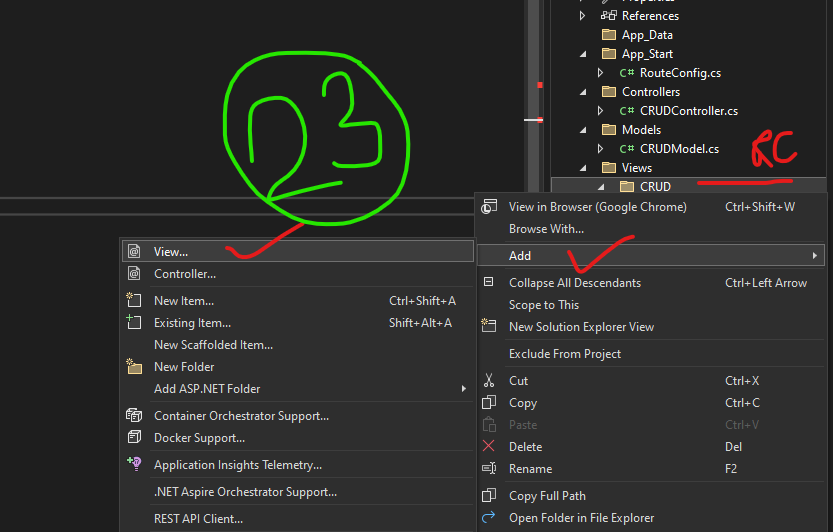 References
App_Data
App_Start
C# RouteConfig.cs
Controllers
C# CRUDController.cs
Models
C# CRUDModel.cs
Views
CRUD
RC
23
View in Browser (Google Chrome) Ctrl+Shift+W
Browse With...
Add
Collapse All Descendants Ctrl+Left Arrow
Scope to This
New Solution Explorer View
Exclude From Project
Cut Ctrl+X
Copy Ctrl+C
Paste Ctrl+V
Delete Del
Rename F2
Copy Full Path
Open Folder in File Explorer
View...
Controller...
New Item... Ctrl+Shift+A
Existing Item... Shift+Alt+A
New Scaffolded Item...
New Folder
Add ASP.NET Folder
Container Orchestrator Support...
Docker Support...
Application Insights Telemetry...
.NET Aspire Orchestrator Support...
REST API Client...